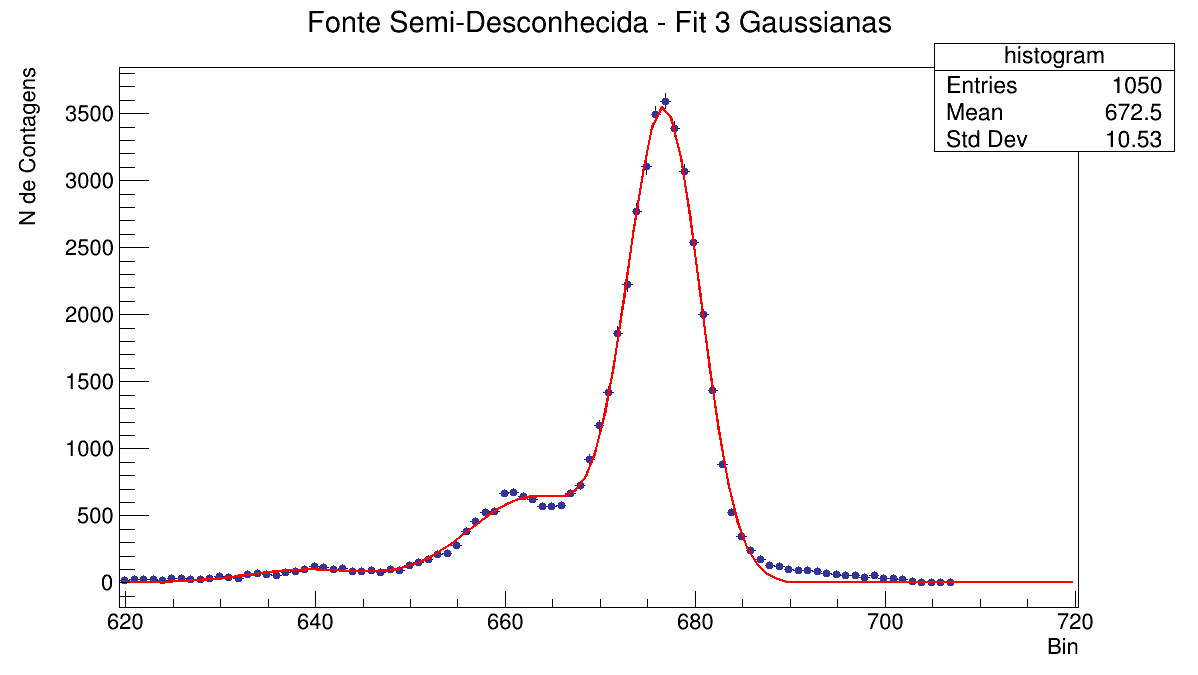 Fonte Semi-Desconhecida - Fit 3 Gaussianas
histogram
Entries 1050
Mean 672.5
Std Dev 10.53
N de Contagens
3500
3000
2500
2000
1500
1000
500
0
620 640 660 680 700 720
Bin